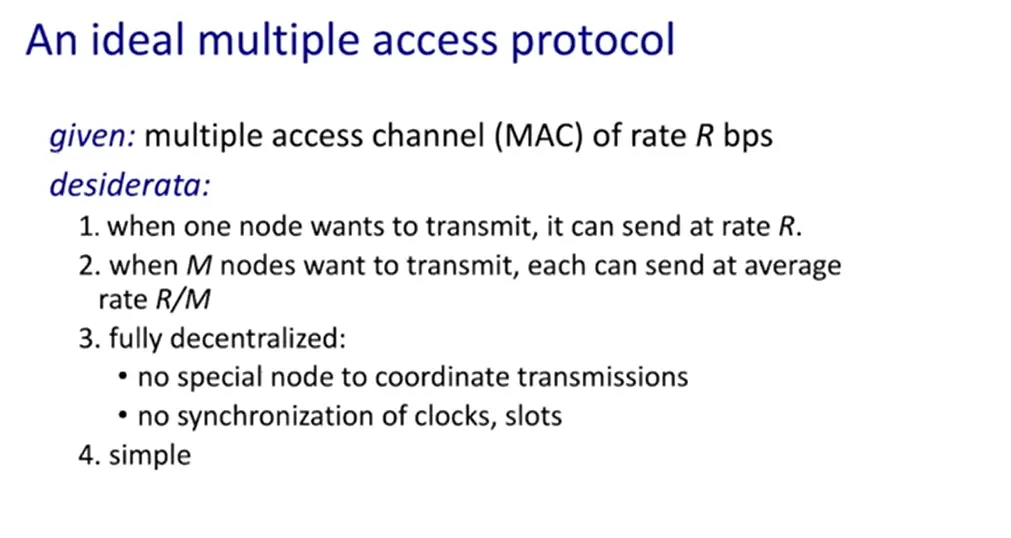 An ideal multiple access protocol
given: multiple access channel (MAC) of rate R bps
desiderata:
1. when one node wants to transmit, it can send at rate R.
2. when M nodes want to transmit, each can send at average
rate R/M
3. fully decentralized:
• no special node to coordinate transmissions
• no synchronization of clocks, slots
4. simple